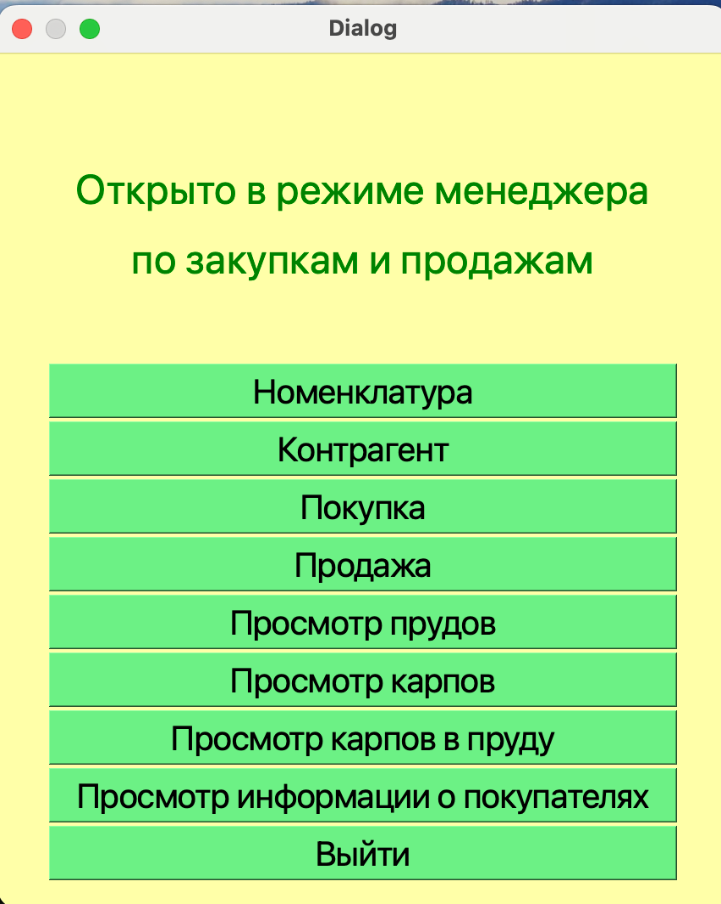 Dialog
Открыто в режиме менеджера
по закупкам и продажам
Номенклатура
Контрагент
Покупка
Продажа
Просмотр прудов
Просмотр карпов
Просмотр карпов в пруду
Просмотр информации о покупателях
Выйти